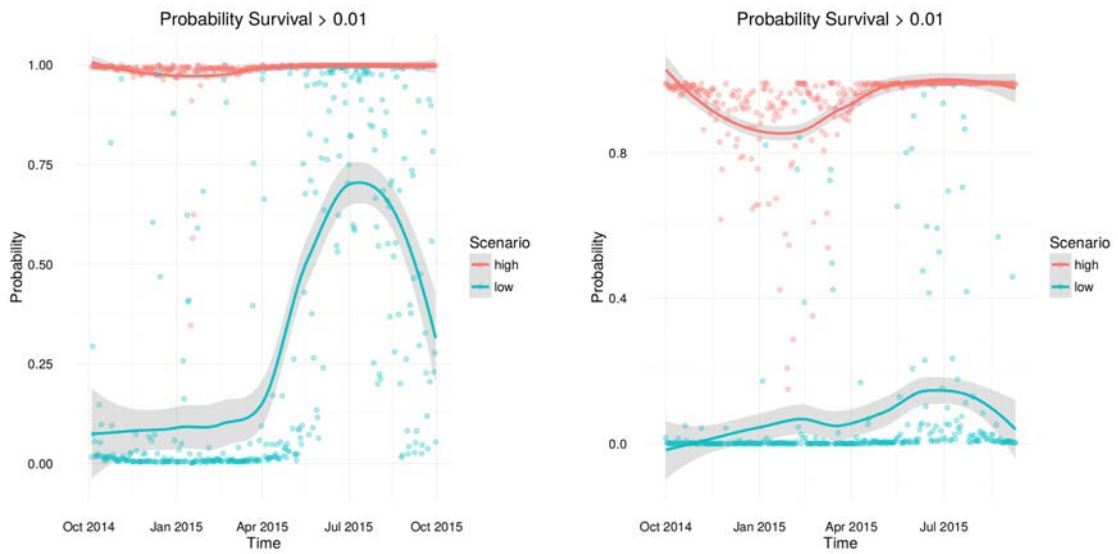 Probability Survival > 0.01
1.00
0.75
0.50
0.25
0.00
Probability
Oct 2014
Jan 2015
Apr 2015
Jul 2015
Oct 2015
Time
Scenario
high
low
Probability Survival > 0.01
0.8
0.4
0.0
Probability
Oct 2014
Jan 2015
Apr 2015
Jul 2015
Time
Scenario
high
low